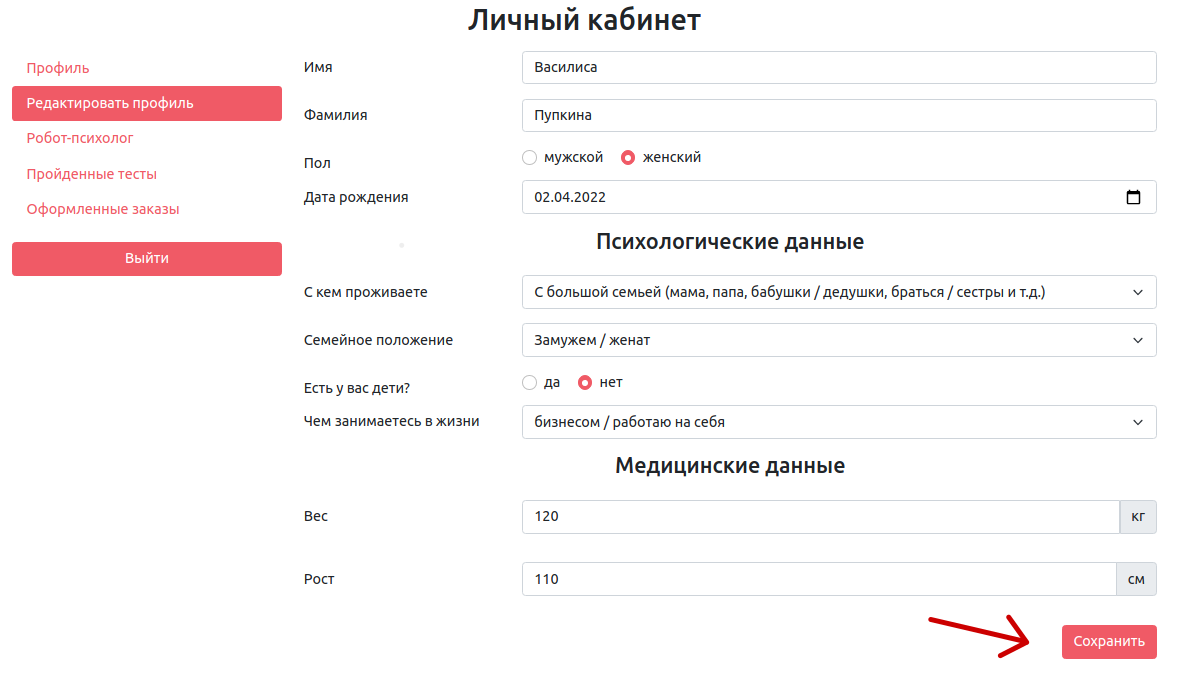 Личный кабинет
Профиль
Редактировать профиль
Робот-психолог
Пройденные тесты
Оформленные заказы
Выйти
Имя Василиса
Фамилия Пупкина
Пол мужской женский
Дата рождения 02.04.2022
Психологические данные
С кем проживаете С большой семьей (мама, папа, бабушки / дедушки, браться / сестры и т.д.)
Семейное положение Замужем / женат
Есть у вас дети? да нет
Чем занимаетесь в жизни бизнесом / работаю на себя
Медицинские данные
Вес 120 кг
Рост 110 см
Сохранить